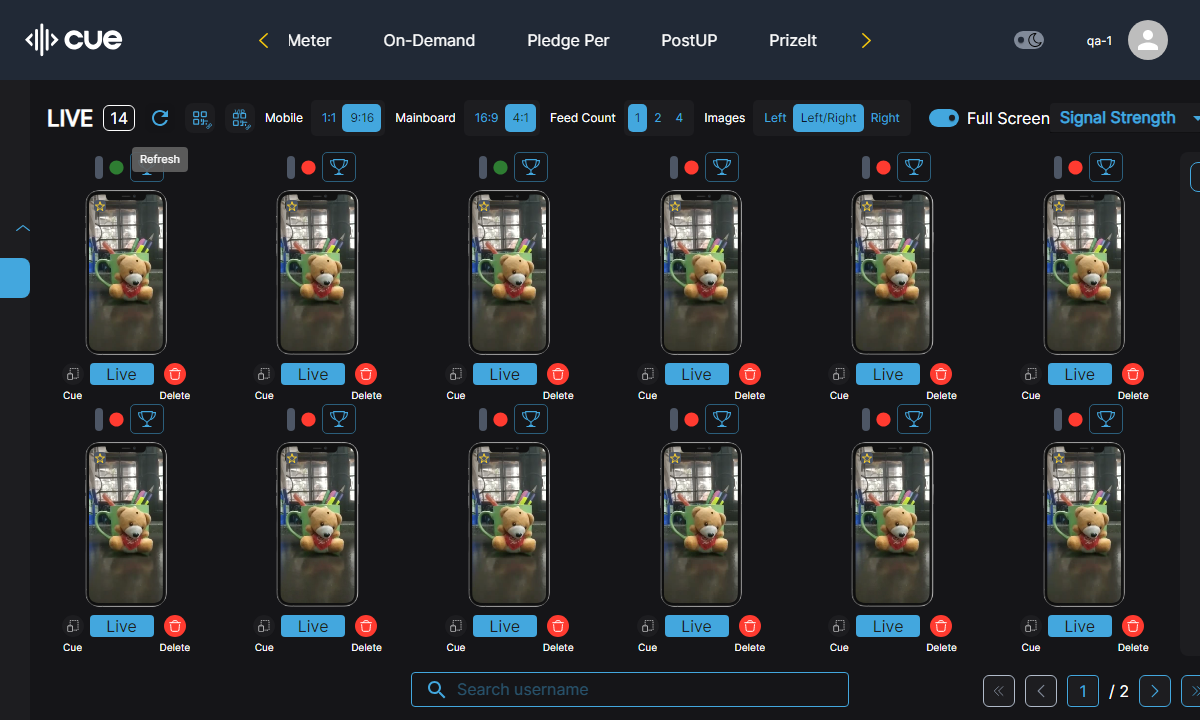 cue
Meter On-Demand Pledge Per PostUP PrizeIt
qa-1
LIVE 14 Mobile 1:1 9:16 Mainboard 16:9 4:1 Feed Count 1 2 4 Images Left Left/Right Right Full Screen Signal Strength
Refresh
Live Live Live Live Live Live
Cue Delete Cue Delete Cue Delete Cue Delete Cue Delete Cue Delete
Live Live Live Live Live Live
Cue Delete Cue Delete Cue Delete Cue Delete Cue Delete Cue Delete
Search username
1 / 2